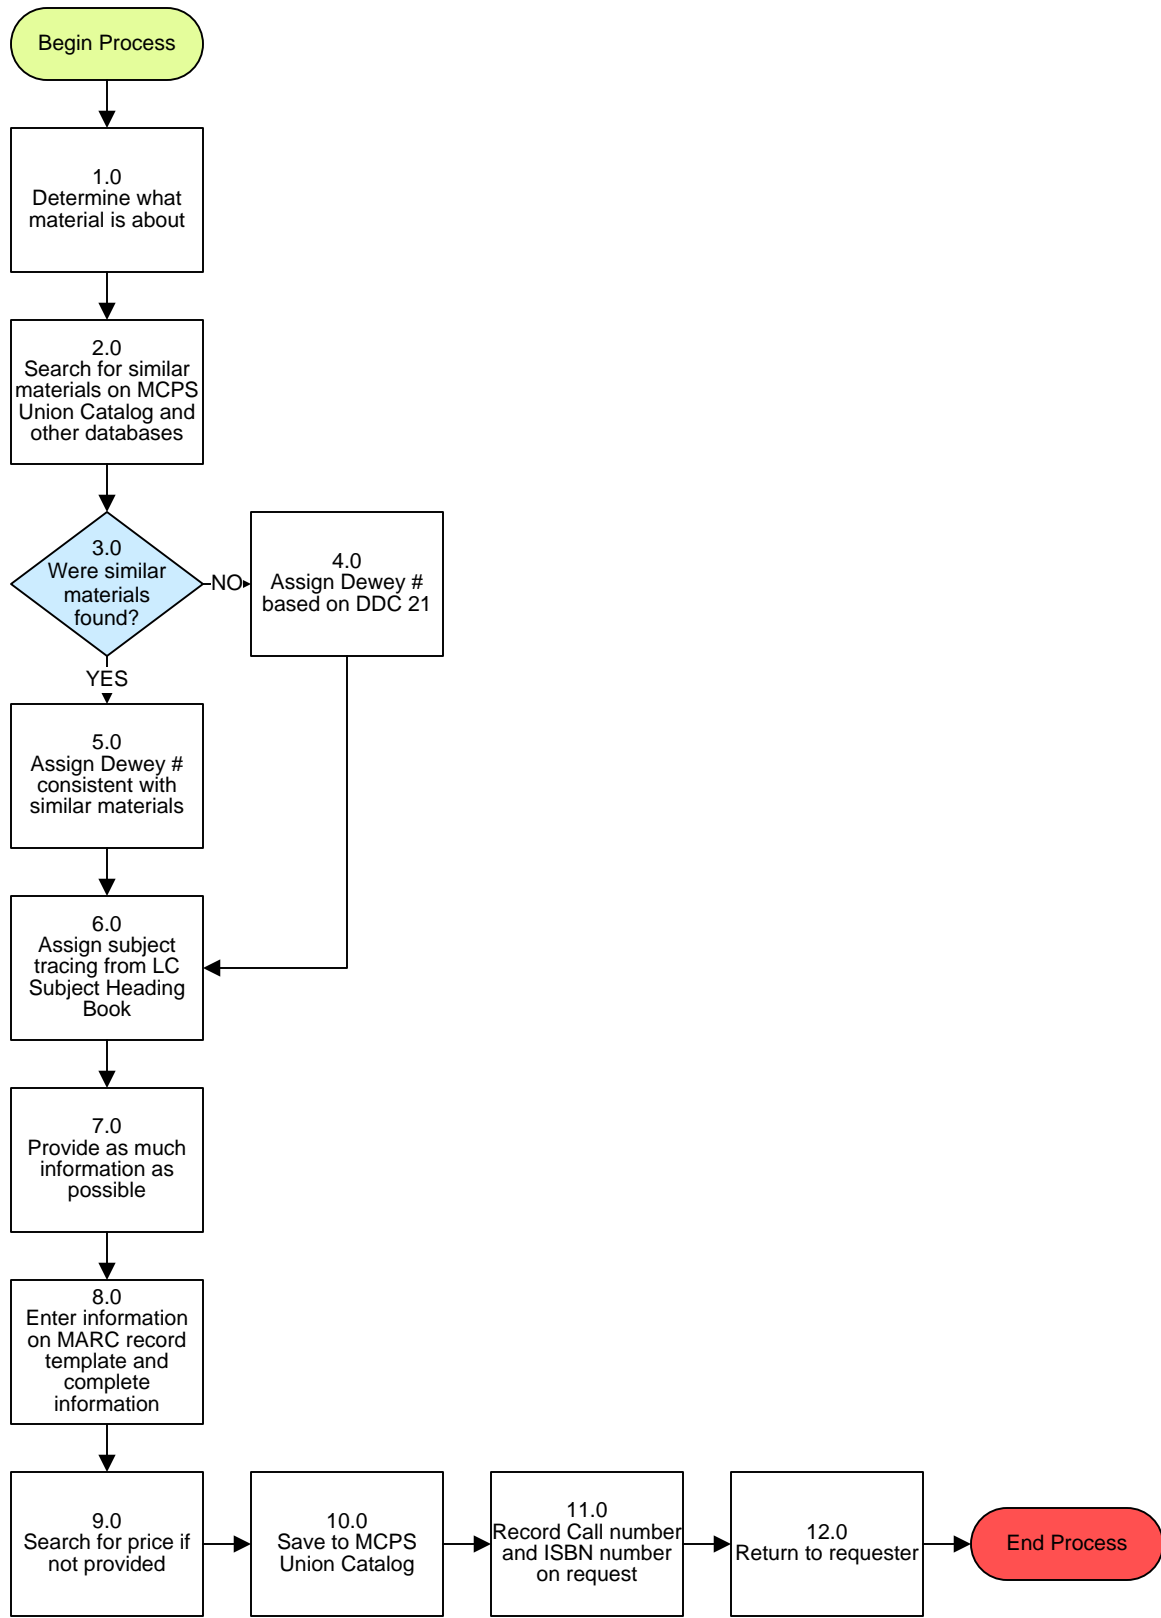 Begin Process
1.0
Determine what
material is about
2.0
Search for similar
materials on MCPS
Union Catalog and
other databases
3.0
Were similar
materials
found?
NO
4.0
Assign Dewey #
based on DDC 21
YES
5.0
Assign Dewey #
consistent with
similar materials
6.0
Assign subject
tracing from LC
Subject Heading
Book
7.0
Provide as much
information as
possible
8.0
Enter information
on MARC record
template and
complete
information
9.0
Search for price if
not provided
10.0
Save to MCPS
Union Catalog
11.0
Record Call number
and ISBN number
on request
12.0
Return to requester
End Process